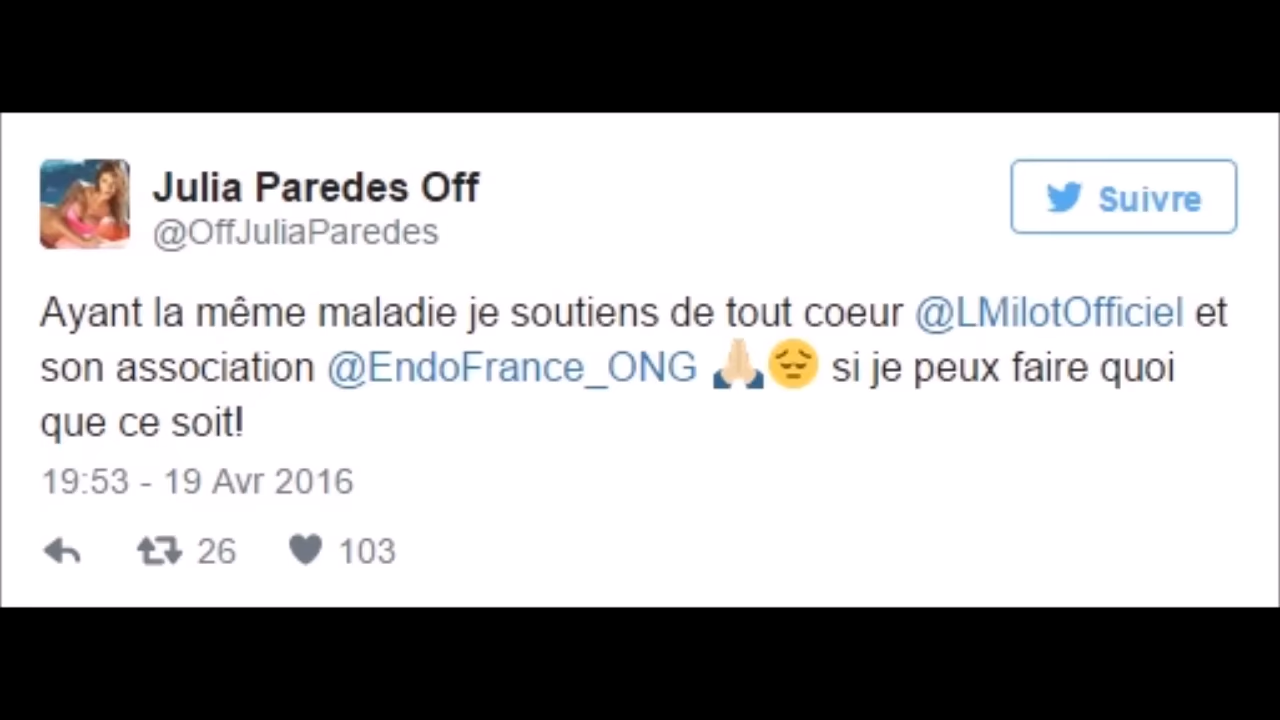 Julia Paredes Off
@OffJuliaParedes
Suivre
Ayant la même maladie je soutiens de tout coeur @LMilotOfficiel et
son association @EndoFrance_ONG 🙏🏻😔 si je peux faire quoi
que ce soit!
19:53 - 19 Avr 2016
26 103